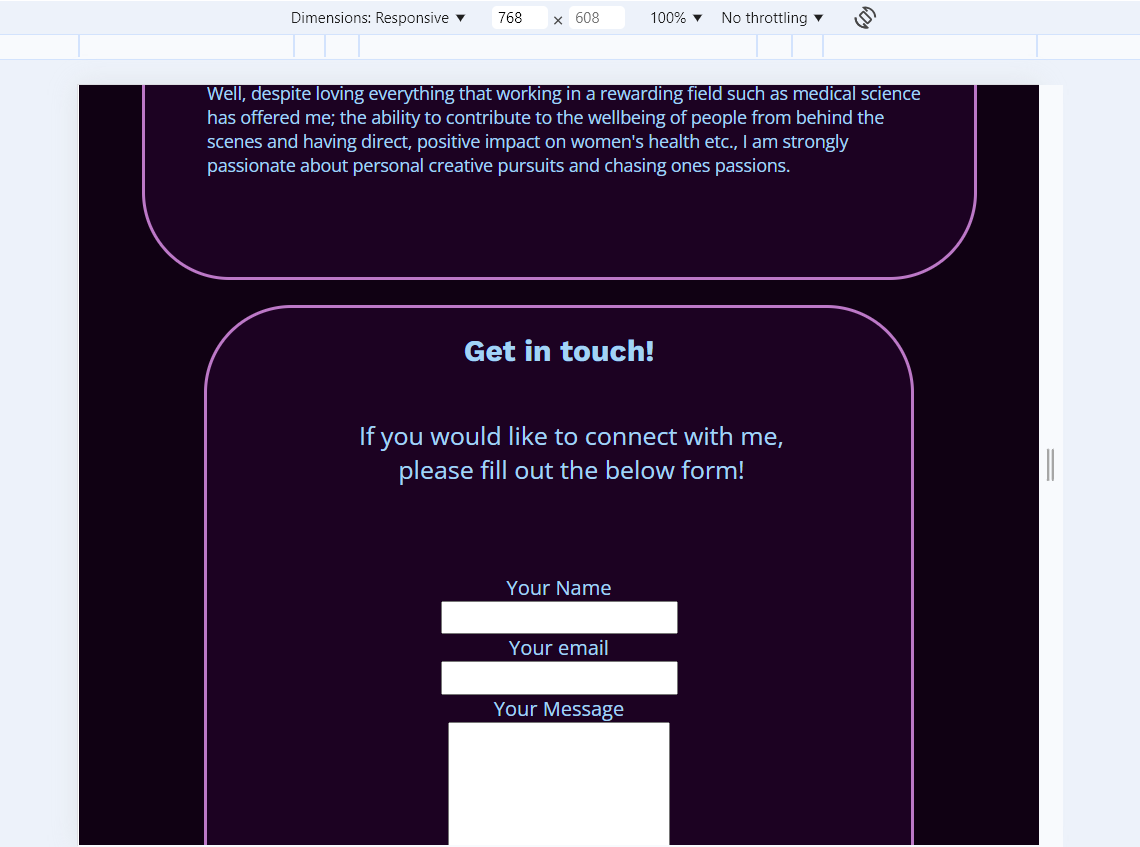 Dimensions: Responsive ▼ 768 × 608 100% ▼ No throttling ▼
Well, despite loving everything that working in a rewarding field such as medical science
has offered me; the ability to contribute to the wellbeing of people from behind the
scenes and having direct, positive impact on women's health etc., I am strongly
passionate about personal creative pursuits and chasing ones passions.
Get in touch!
If you would like to connect with me,
please fill out the below form!
Your Name
Your email
Your Message